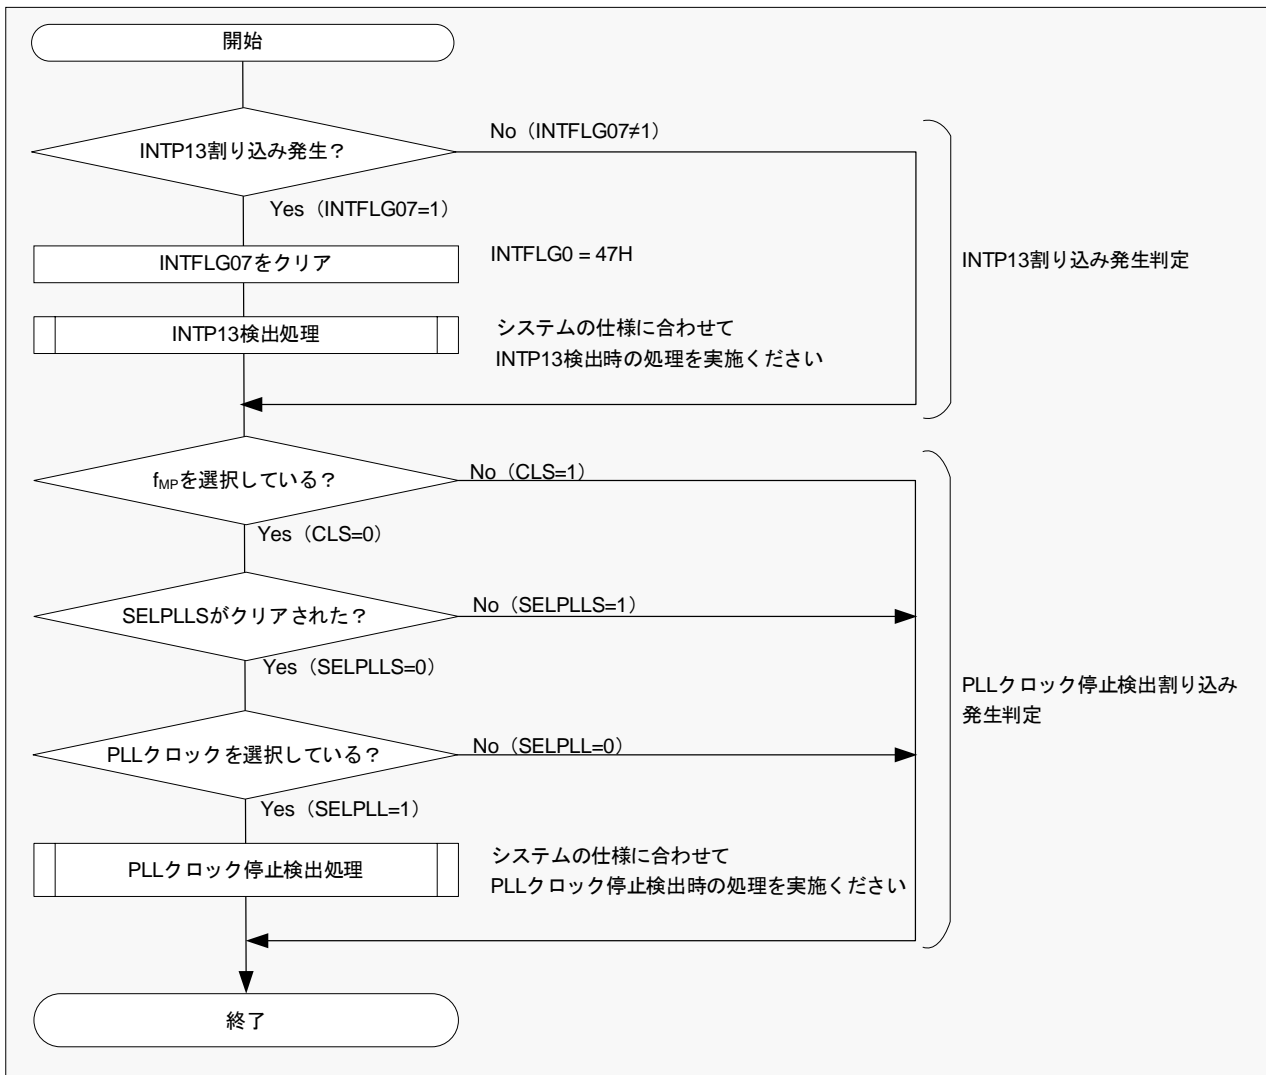 開始
INTP13割り込み発生？
No（INTFLG07≠1）
Yes（INTFLG07=1）
INTFLG07をクリア
INTFLG0 = 47H
INTP13検出処理
システムの仕様に合わせて
INTP13検出時の処理を実施ください
INTP13割り込み発生判定
fMPを選択している？
No（CLS=1）
Yes（CLS=0）
SELPLLSがクリアされた？
No（SELPLLS=1）
Yes（SELPLLS=0）
PLLクロックを選択している？
No（SELPLL=0）
Yes（SELPLL=1）
PLLクロック停止検出処理
システムの仕様に合わせて
PLLクロック停止検出時の処理を実施ください
PLLクロック停止検出割り込み
発生判定
終了